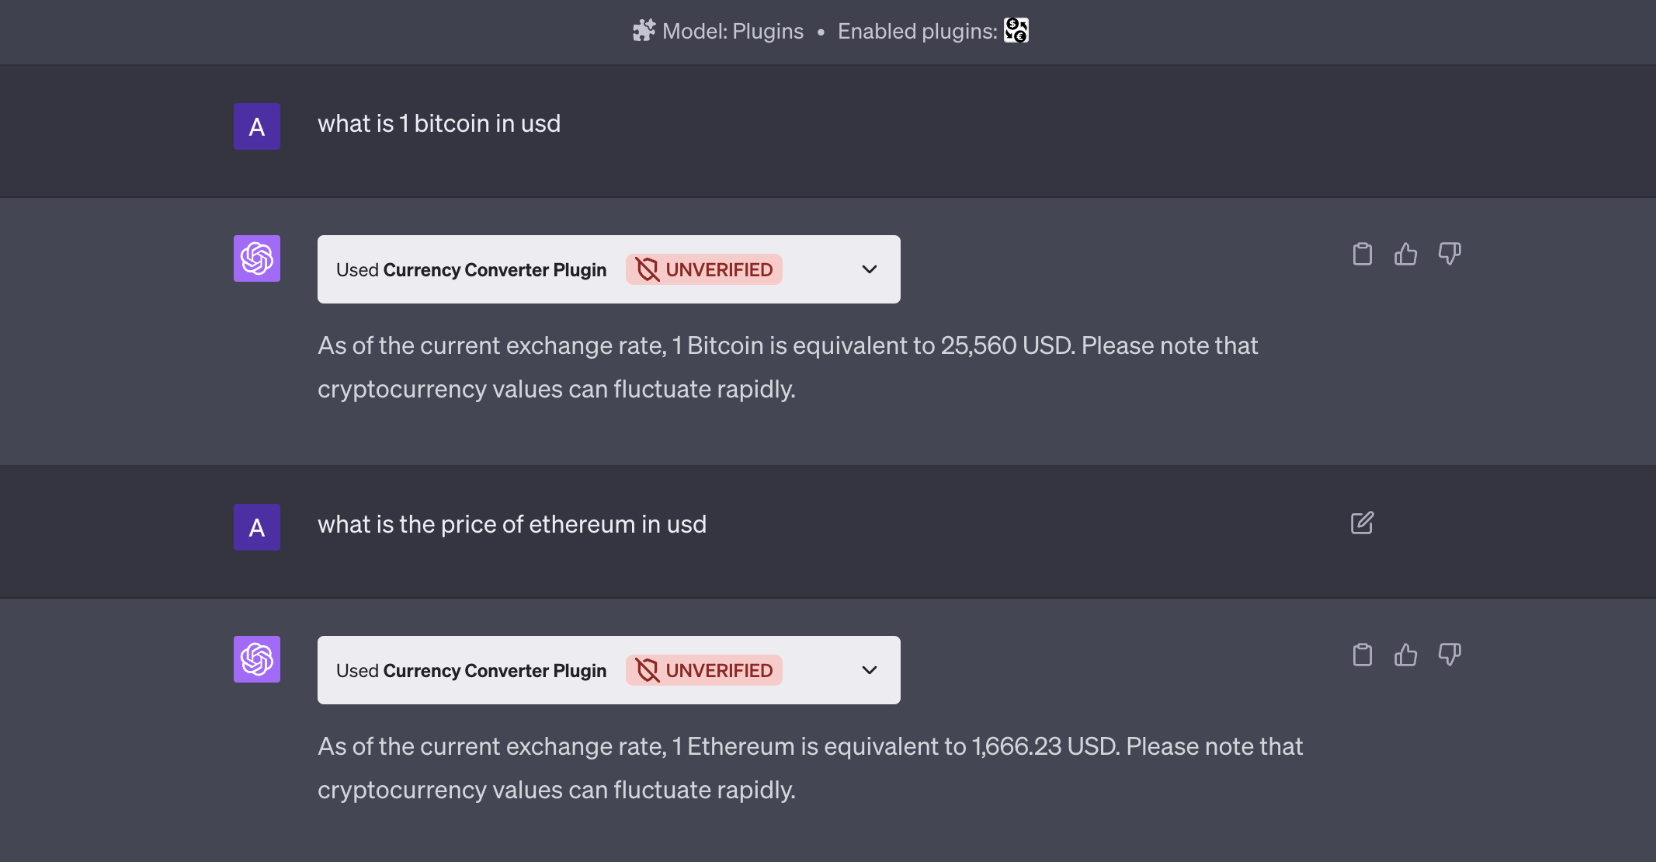 Model: Plugins • Enabled plugins: $ €
A what is 1 bitcoin in usd
Used Currency Converter Plugin UNVERIFIED
As of the current exchange rate, 1 Bitcoin is equivalent to 25,560 USD. Please note that
cryptocurrency values can fluctuate rapidly.
A what is the price of ethereum in usd
Used Currency Converter Plugin UNVERIFIED
As of the current exchange rate, 1 Ethereum is equivalent to 1,666.23 USD. Please note that
cryptocurrency values can fluctuate rapidly.